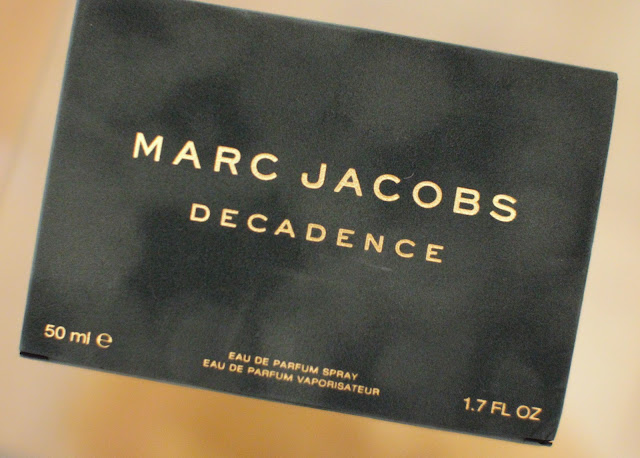 MARC JACOBS
DECADENCE
50 ml ℮
EAU DE PARFUM SPRAY
EAU DE PARFUM VAPORISATEUR
1.7 FL OZ